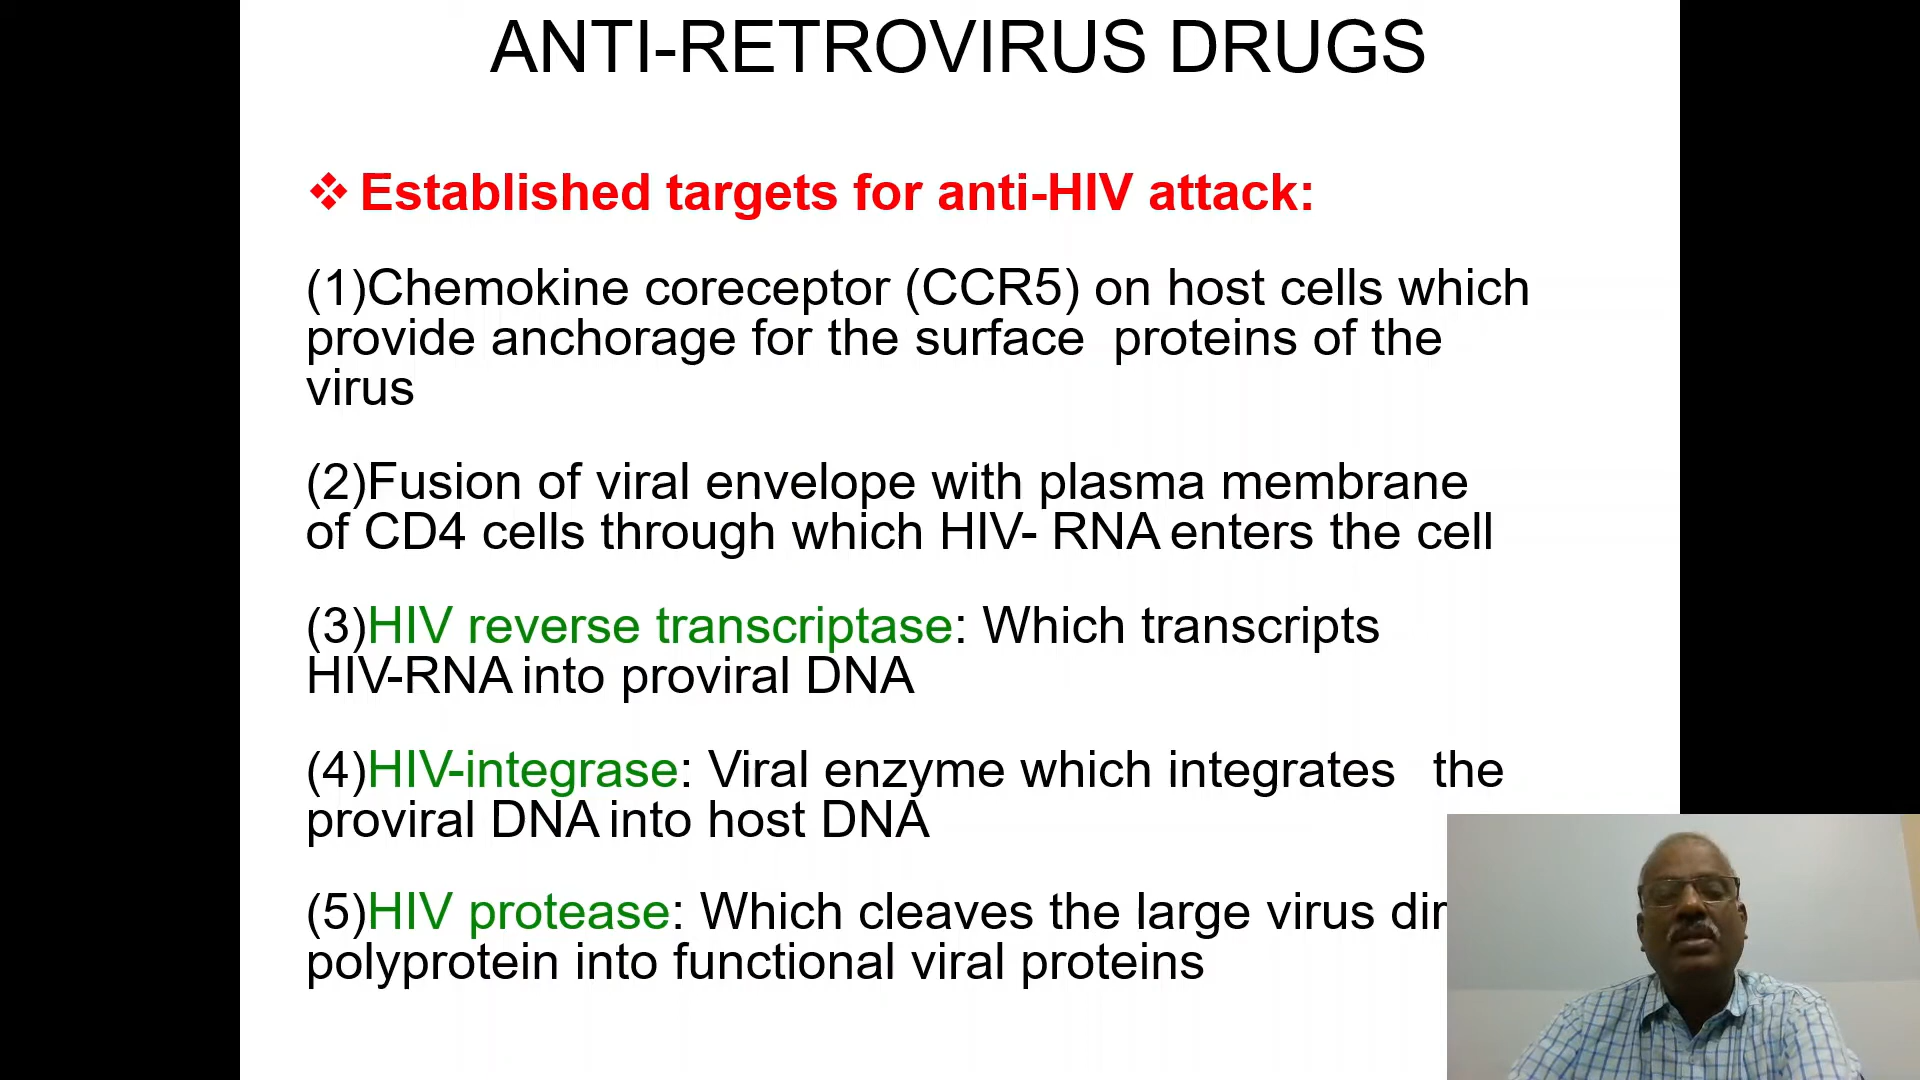 ANTI-RETROVIRUS DRUGS
Established targets for anti-HIV attack:
(1)Chemokine coreceptor (CCR5) on host cells which
provide anchorage for the surface proteins of the
virus
(2)Fusion of viral envelope with plasma membrane
of CD4 cells through which HIV- RNA enters the cell
(3)HIV reverse transcriptase: Which transcripts
HIV-RNA into proviral DNA
(4)HIV-integrase: Viral enzyme which integrates the
proviral DNA into host DNA
(5)HIV protease: Which cleaves the large virus
polyprotein into functional viral proteins